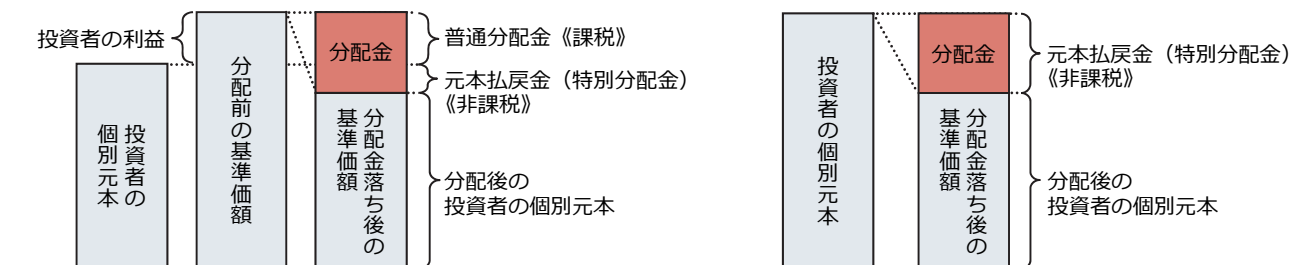 投資者の利益
投資者の
個別元本
分配前の基準価額
分配金
分配金落ち後の
基準価額
普通分配金《課税》
元本払戻金（特別分配金）
《非課税》
分配後の
投資者の個別元本
投資者の個別元本
分配金
分配金落ち後の
基準価額
元本払戻金（特別分配金）
《非課税》
分配後の
投資者の個別元本